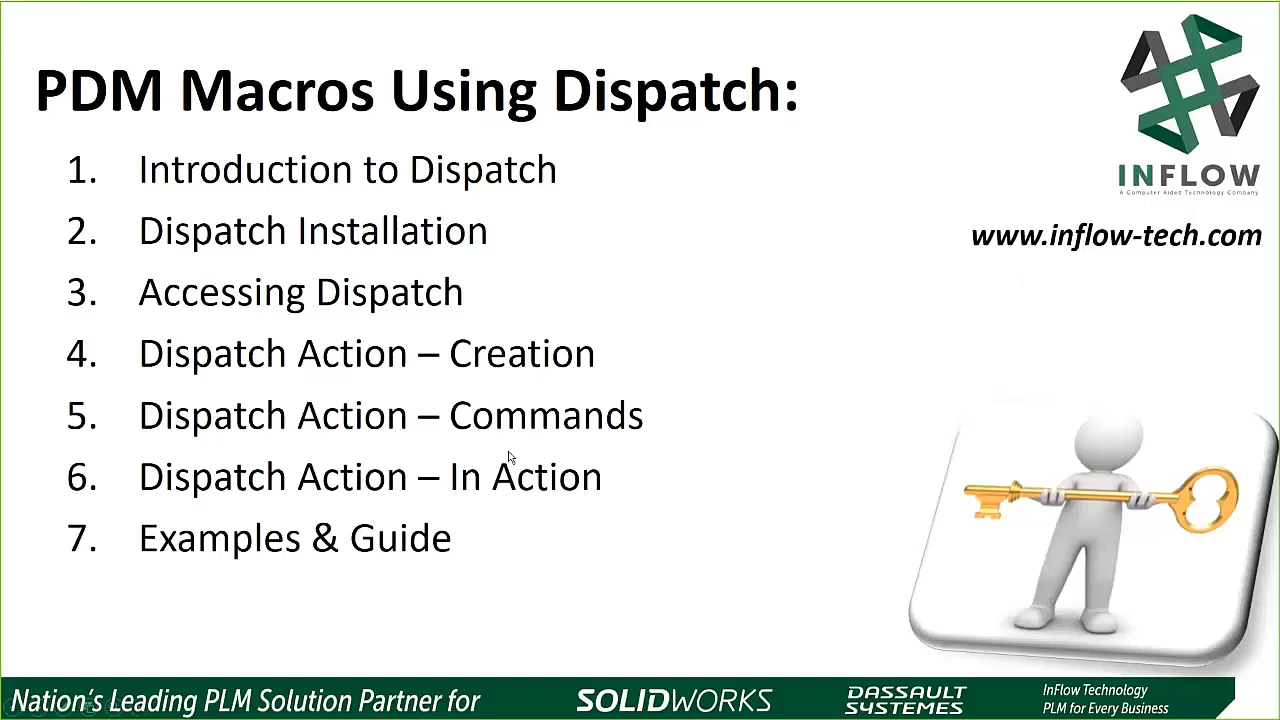 PDM Macros Using Dispatch:
1. Introduction to Dispatch
2. Dispatch Installation
3. Accessing Dispatch
4. Dispatch Action – Creation
5. Dispatch Action – Commands
6. Dispatch Action – In Action
7. Examples & Guide
INFLOW
A Computer Aided Technology Company
www.inflow-tech.com
Nation's Leading PLM Solution Partner for
SOLIDWORKS
DASSAULT
SYSTEMES
InFlow Technology
PLM for Every Business